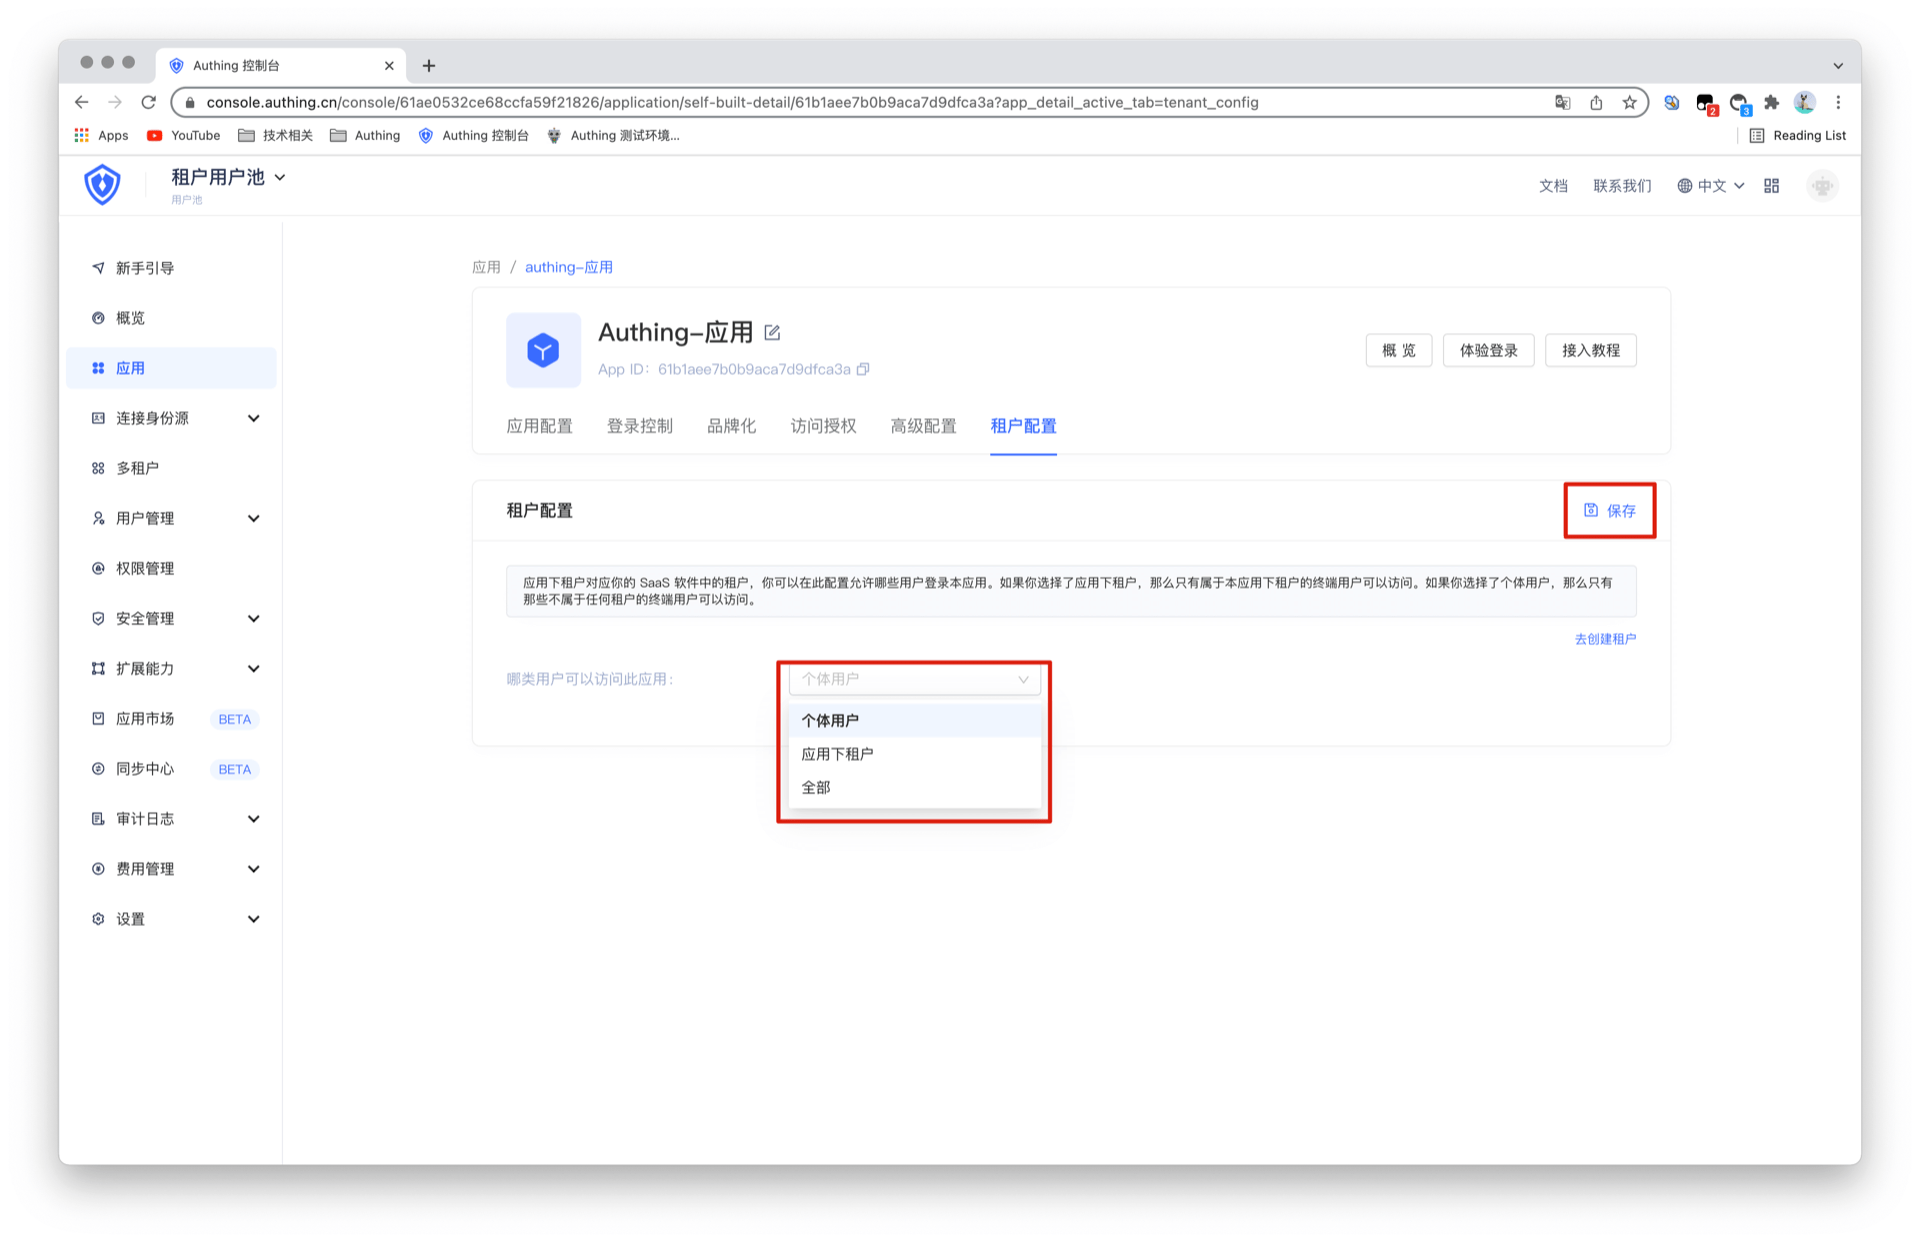 Authing 控制台
console.authing.cn/console/61ae0532ce68ccfa59f21826/application/self-built-detail/61b1aee7b0b9aca7d9dfca3a?app_detail_active_tab=tenant_config
2
3
Apps
YouTube
技术相关
Authing
Authing 控制台
Authing 测试环境...
Reading List
租户用户池
用户池
文档
联系我们
中文
新手引导
概览
应用
连接身份源
多租户
用户管理
权限管理
安全管理
扩展能力
应用市场 BETA
同步中心 BETA
审计日志
费用管理
设置
应用 / authing-应用
Authing-应用
App ID: 61b1aee7b0b9aca7d9dfca3a
概 览
体验登录
接入教程
应用配置
登录控制
品牌化
访问授权
高级配置
租户配置
租户配置
保存
应用下租户对应你的 SaaS 软件中的租户，你可以在此配置允许哪些用户登录本应用。如果你选择了应用下租户，那么只有属于本应用下租户的终端用户可以访问。如果你选择了个体用户，那么只有
那些不属于任何租户的终端用户可以访问。
去创建租户
哪类用户可以访问此应用：
个体用户
个体用户
应用下租户
全部